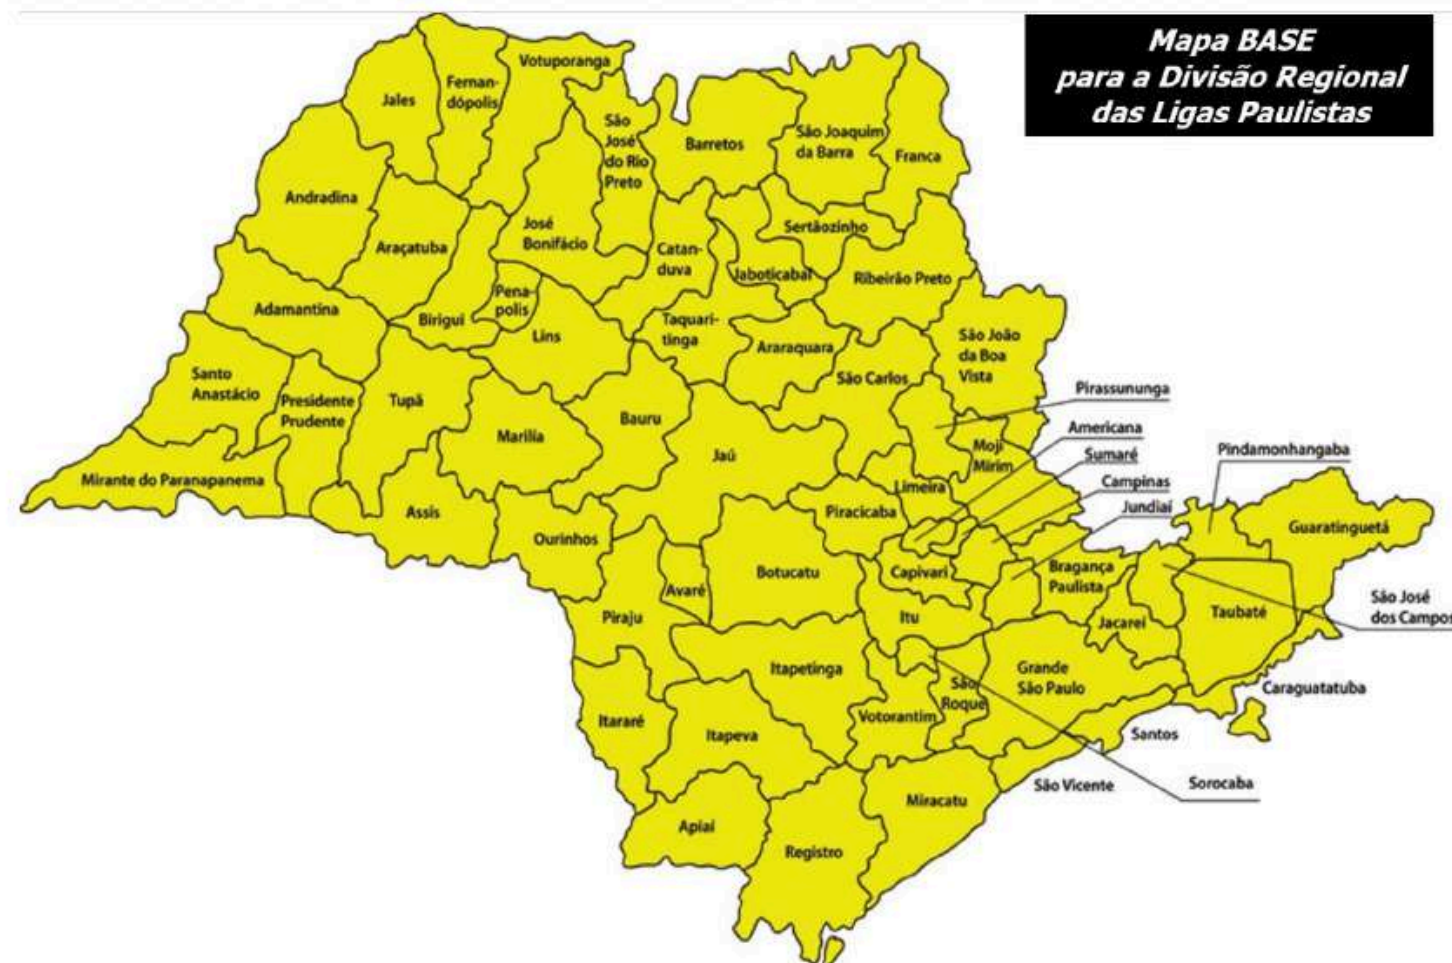 Mapa BASE
para a Divisão Regional
das Ligas Paulistas
Votuporanga
Fernan-
dópolis
Jales
São
José
do Rio
Preto
Barretos
São Joaquim
da Barra
Franca
Andradina
Araçatuba
José
Bonifácio
Catan-
duva
Sertãozinho
Jaboticabal
Ribeirão Preto
Adamantina
Birigui
Pena-
polis
Lins
Taquari-
tinga
Araraquara
São João
da Boa
Vista
São Carlos
Santo
Anastácio
Presidente
Prudente
Tupã
Marília
Bauru
Jaú
Pirassununga
Americana
Moji
Mirim
Sumaré
Pindamonhangaba
Mirante do Paranapanema
Campinas
Limeira
Jundiaí
Assis
Piracicaba
Guaratinguetá
Ourinhos
Botucatu
Capivari
Bragança
Paulista
Avaré
Piraju
Itu
Jacareí
Taubaté
São José
dos Campos
Itapetinga
Grande
São Paulo
São
Roque
Caraguatatuba
Itararé
Itapeva
Votorantim
Santos
São Vicente
Sorocaba
Miracatu
Apiaí
Registro